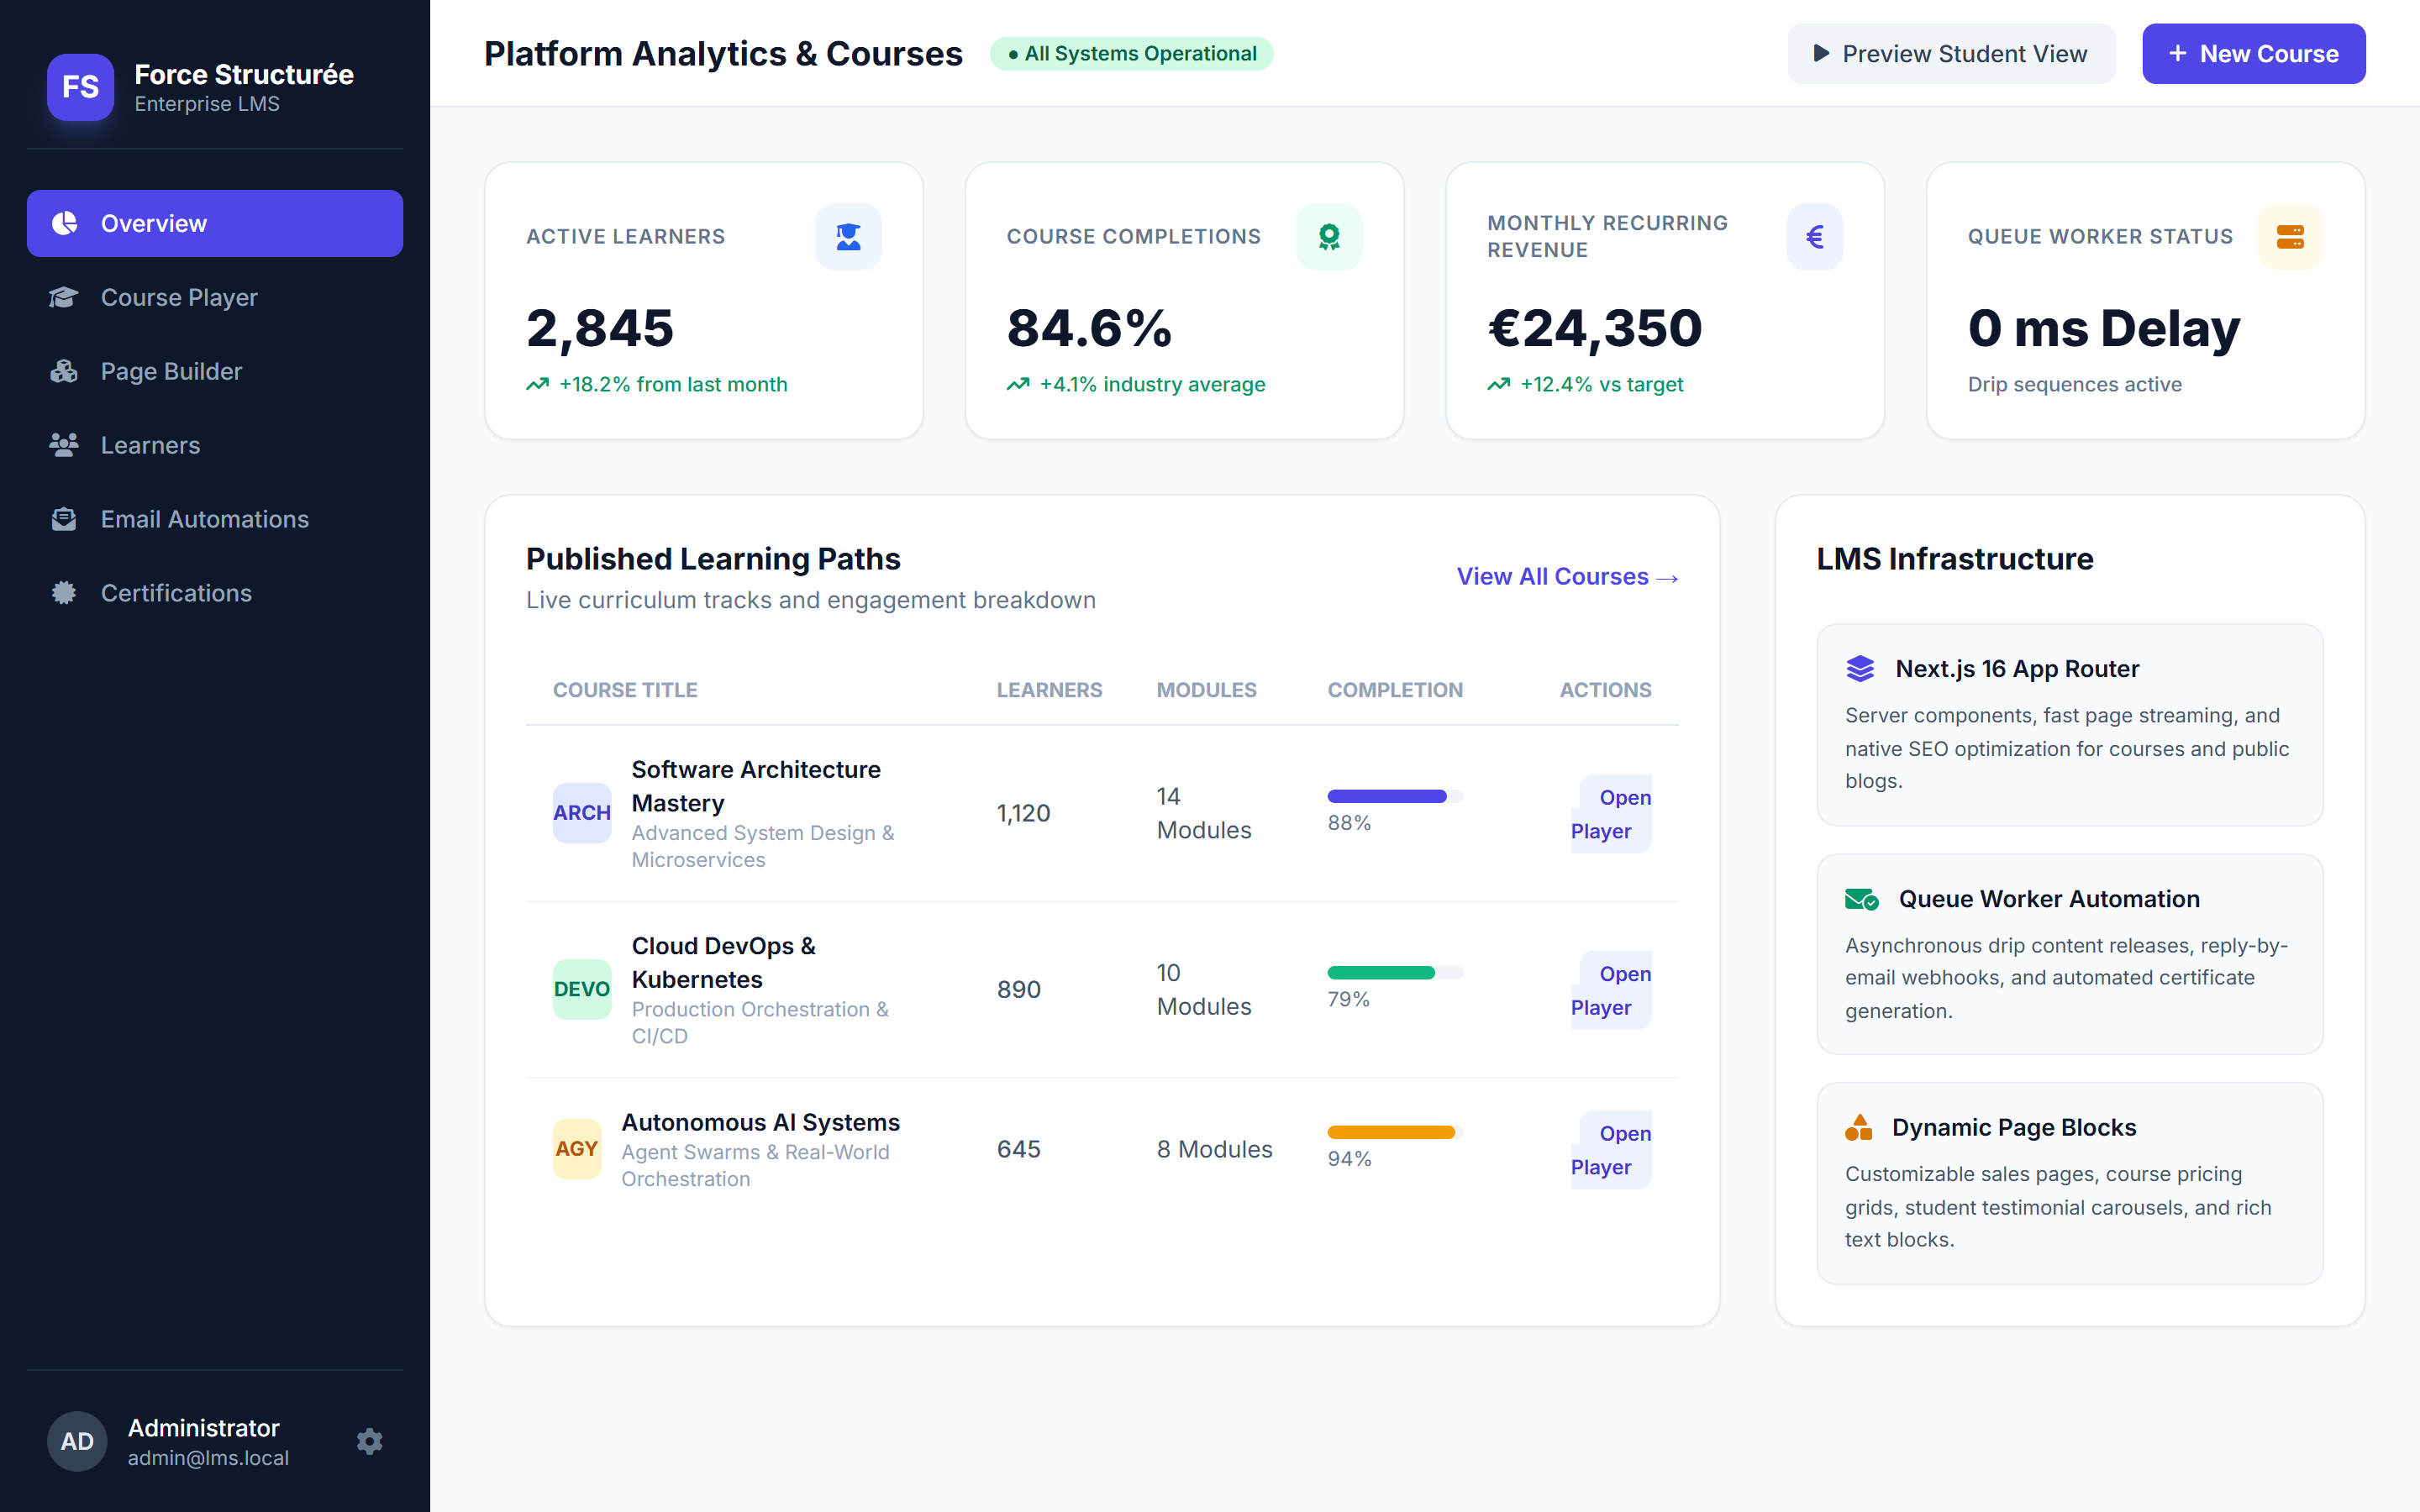 FS
Force Structurée
Enterprise LMS
Overview
Course Player
Page Builder
Learners
Email Automations
Certifications
AD
Administrator
admin@lms.local
Platform Analytics & Courses
● All Systems Operational
Preview Student View
+ New Course
ACTIVE LEARNERS
2,845
+18.2% from last month
COURSE COMPLETIONS
84.6%
+4.1% industry average
MONTHLY RECURRING
REVENUE
€
€24,350
+12.4% vs target
QUEUE WORKER STATUS
0 ms Delay
Drip sequences active
Published Learning Paths
Live curriculum tracks and engagement breakdown
View All Courses →
COURSE TITLE LEARNERS MODULES COMPLETION ACTIONS
ARCH
Software Architecture
Mastery
Advanced System Design &
Microservices
1,120
14
Modules
88%
Open
Player
DEVO
Cloud DevOps &
Kubernetes
Production Orchestration &
CI/CD
890
10
Modules
79%
Open
Player
AGY
Autonomous AI Systems
Agent Swarms & Real-World
Orchestration
645
8 Modules
94%
Open
Player
LMS Infrastructure
Next.js 16 App Router
Server components, fast page streaming, and
native SEO optimization for courses and public
blogs.
Queue Worker Automation
Asynchronous drip content releases, reply-by-
email webhooks, and automated certificate
generation.
Dynamic Page Blocks
Customizable sales pages, course pricing
grids, student testimonial carousels, and rich
text blocks.